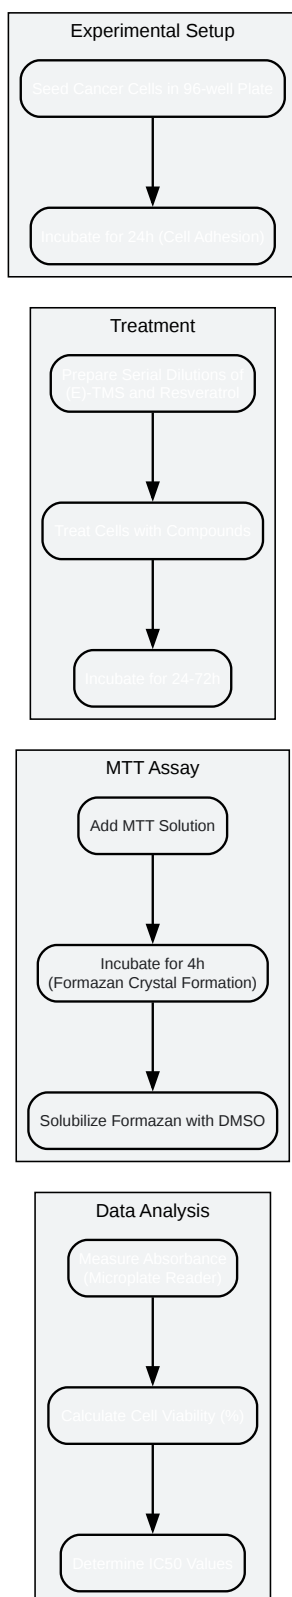 Experimental Setup
Seed Cancer Cells in 96-well Plate
Incubate for 24h (Cell Adhesion)
Treatment
Prepare Serial Dilutions of
(E)-TMS and Resveratrol
Treat Cells with Compounds
Incubate for 24-72h
MTT Assay
Add MTT Solution
Incubate for 4h
(Formazan Crystal Formation)
Solubilize Formazan with DMSO
Data Analysis
Measure Absorbance
(Microplate Reader)
Calculate Cell Viability (%)
Determine IC50 Values